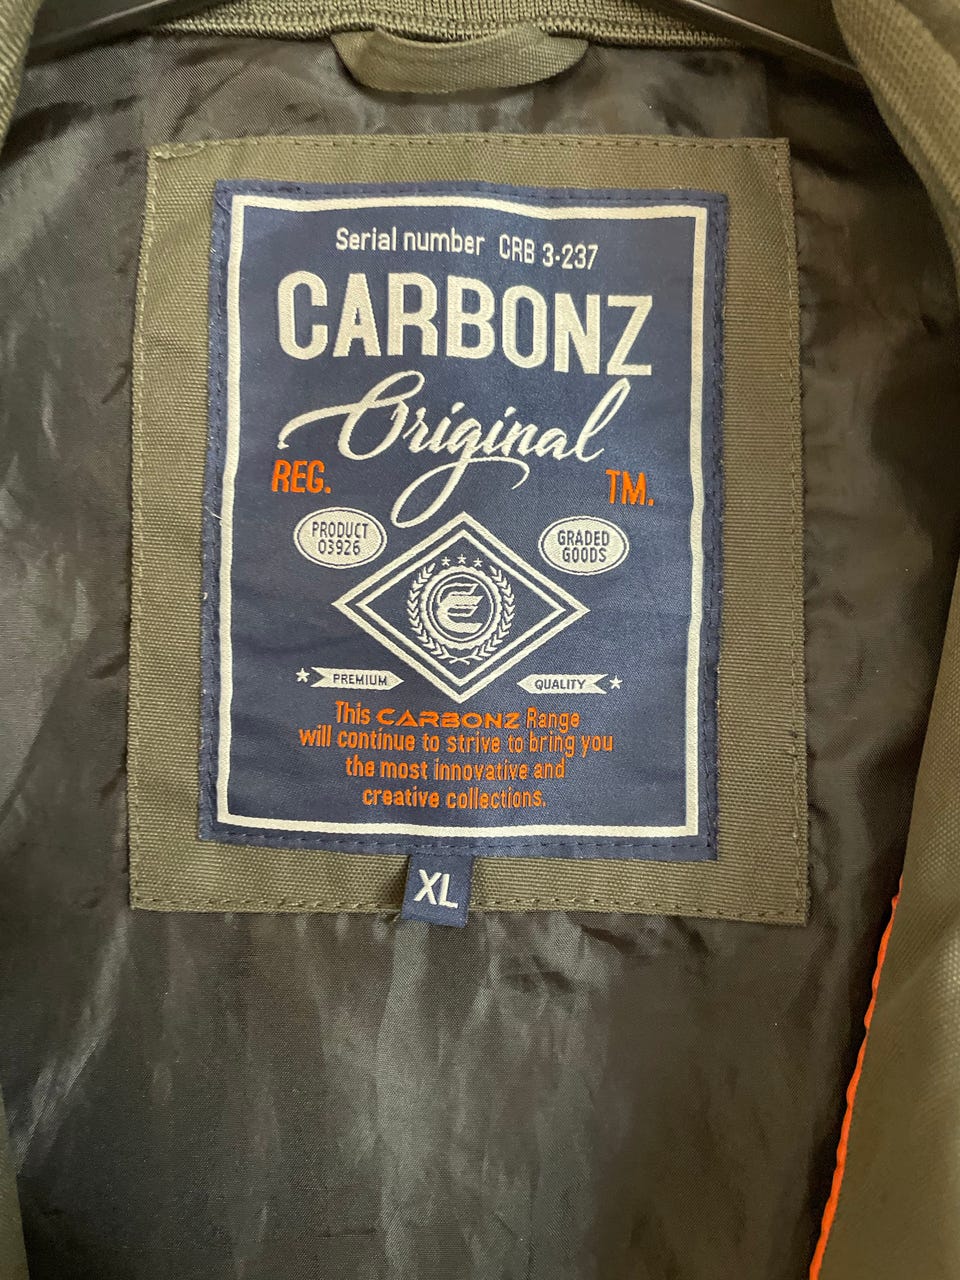 Serial number CRB 3-237
CARBONZ
Original
REG. TM.
PRODUCT
03926
GRADED
GOODS
PREMIUM QUALITY
This CARBONZ Range
will continue to strive to bring you
the most innovative and
creative collections.
XL